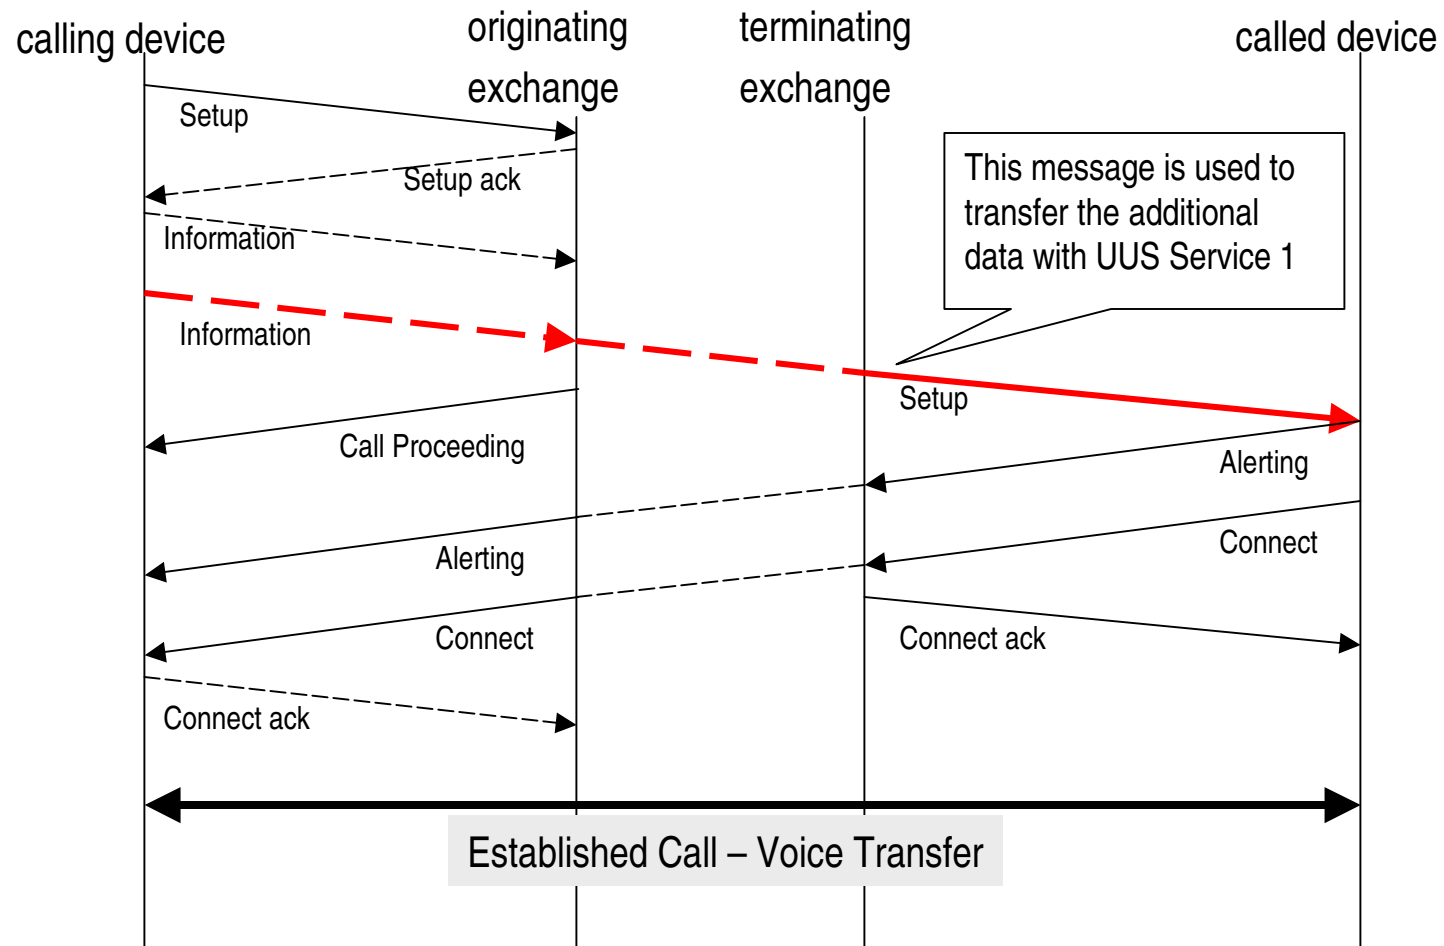 calling device
originating
exchange
terminating
exchange
called device
Setup
Setup ack
This message is used to
transfer the additional
data with UUS Service 1
Information
Information
Setup
Call Proceeding
Alerting
Alerting
Connect
Connect
Connect ack
Connect ack
Established Call – Voice Transfer